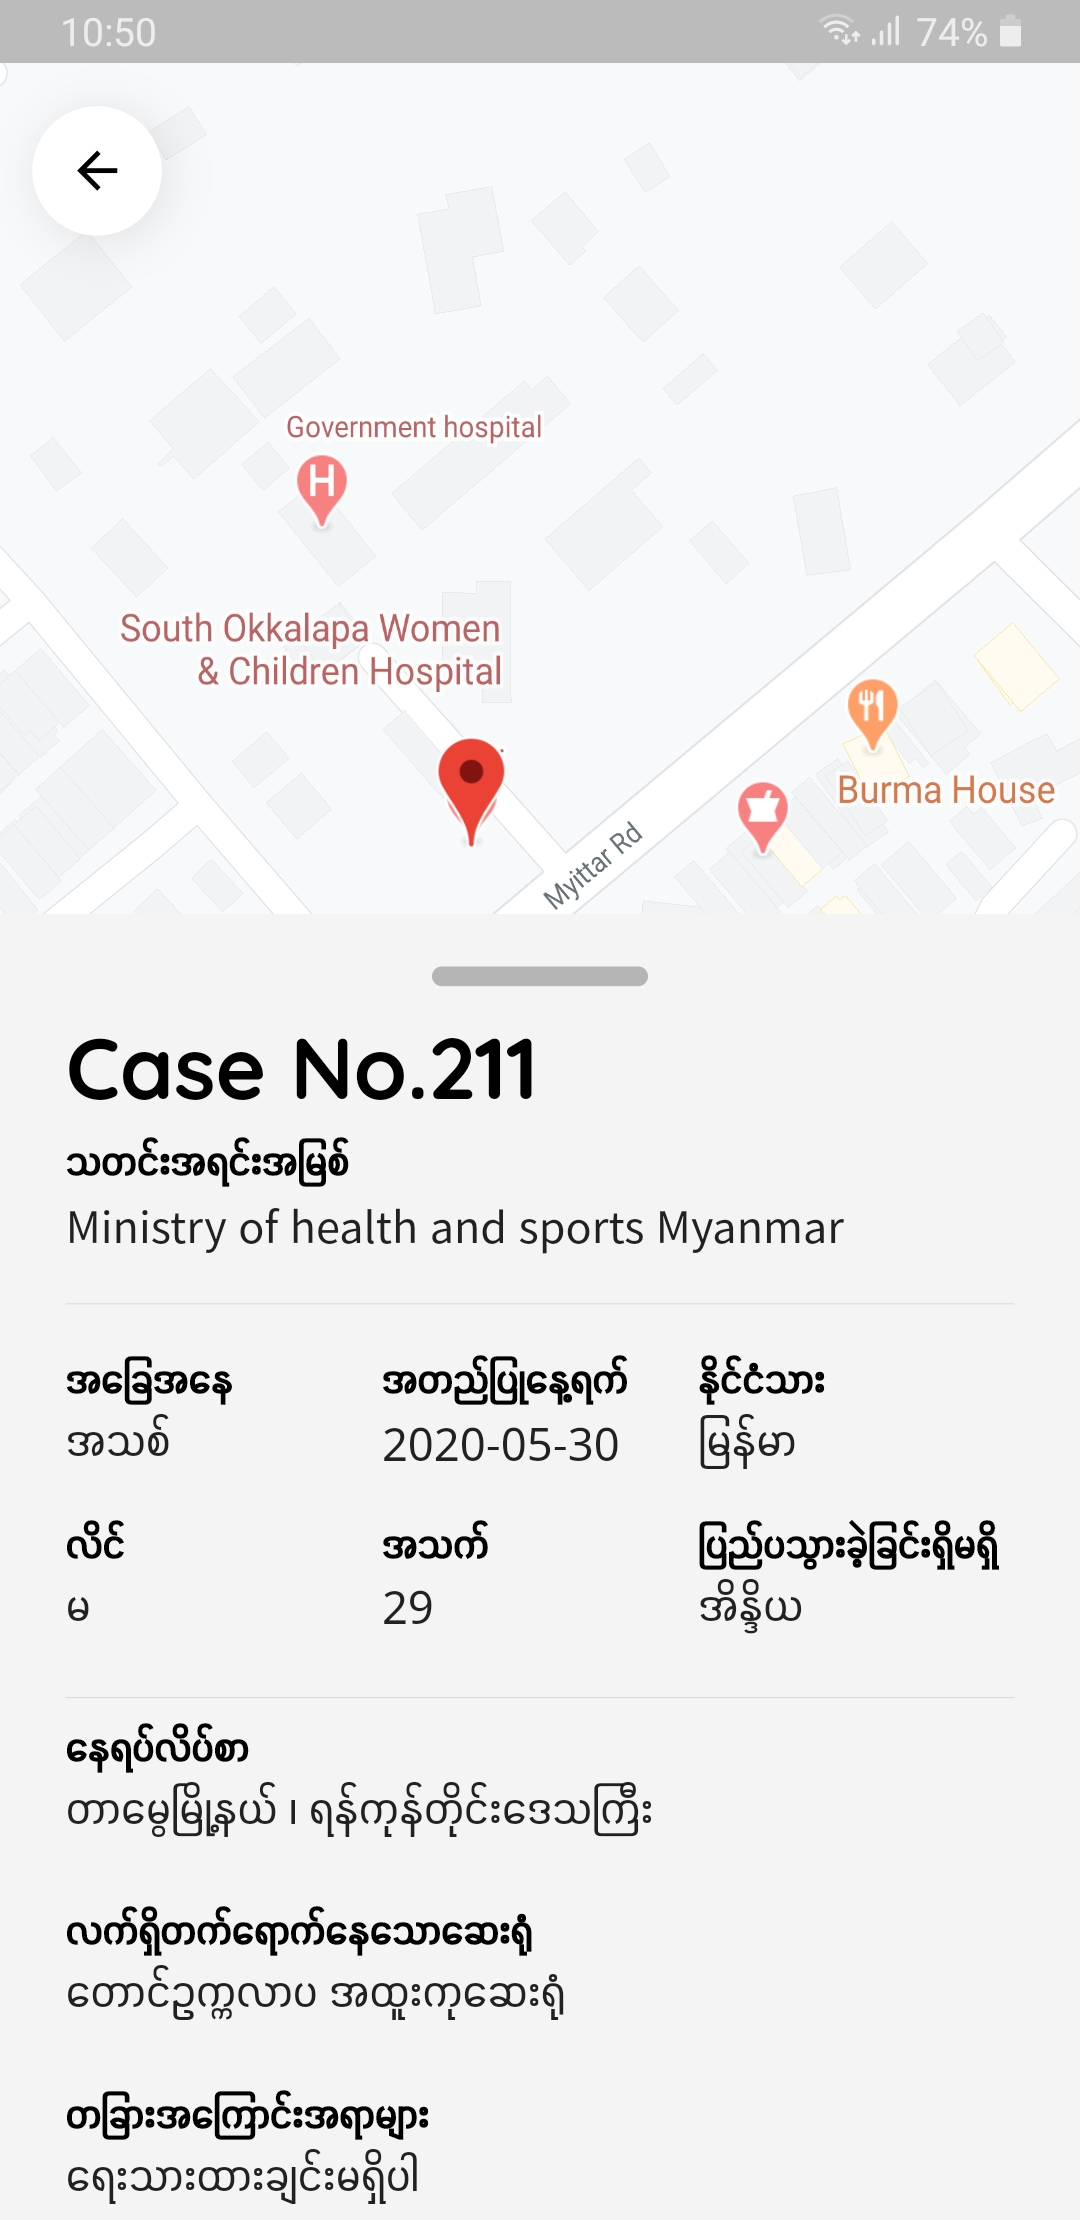 10:50
74%
Government hospital
H
South Okkalapa Women
& Children Hospital
Burma House
Myittar Rd
Case No.211
သတင်းအရင်းအမြစ်
Ministry of health and sports Myanmar
အခြေအနေ
အတည်ပြုနေ့ရက်
နိုင်ငံသား
အသစ်
2020-05-30
မြန်မာ
လိင်
အသက်
ပြည်ပသွားခဲ့ခြင်းရှိမရှိ
မ
29
အိန္ဒိယ
နေရပ်လိပ်စာ
တာမွေမြို့နယ်၊ ရန်ကုန်တိုင်းဒေသကြီး
လက်ရှိတက်ရောက်နေသောဆေးရုံ
တောင်ဥက္ကလာပ အထူးကုဆေးရုံ
တခြားအကြောင်းအရာများ
ရေးသားထားချင်းမရှိပါ